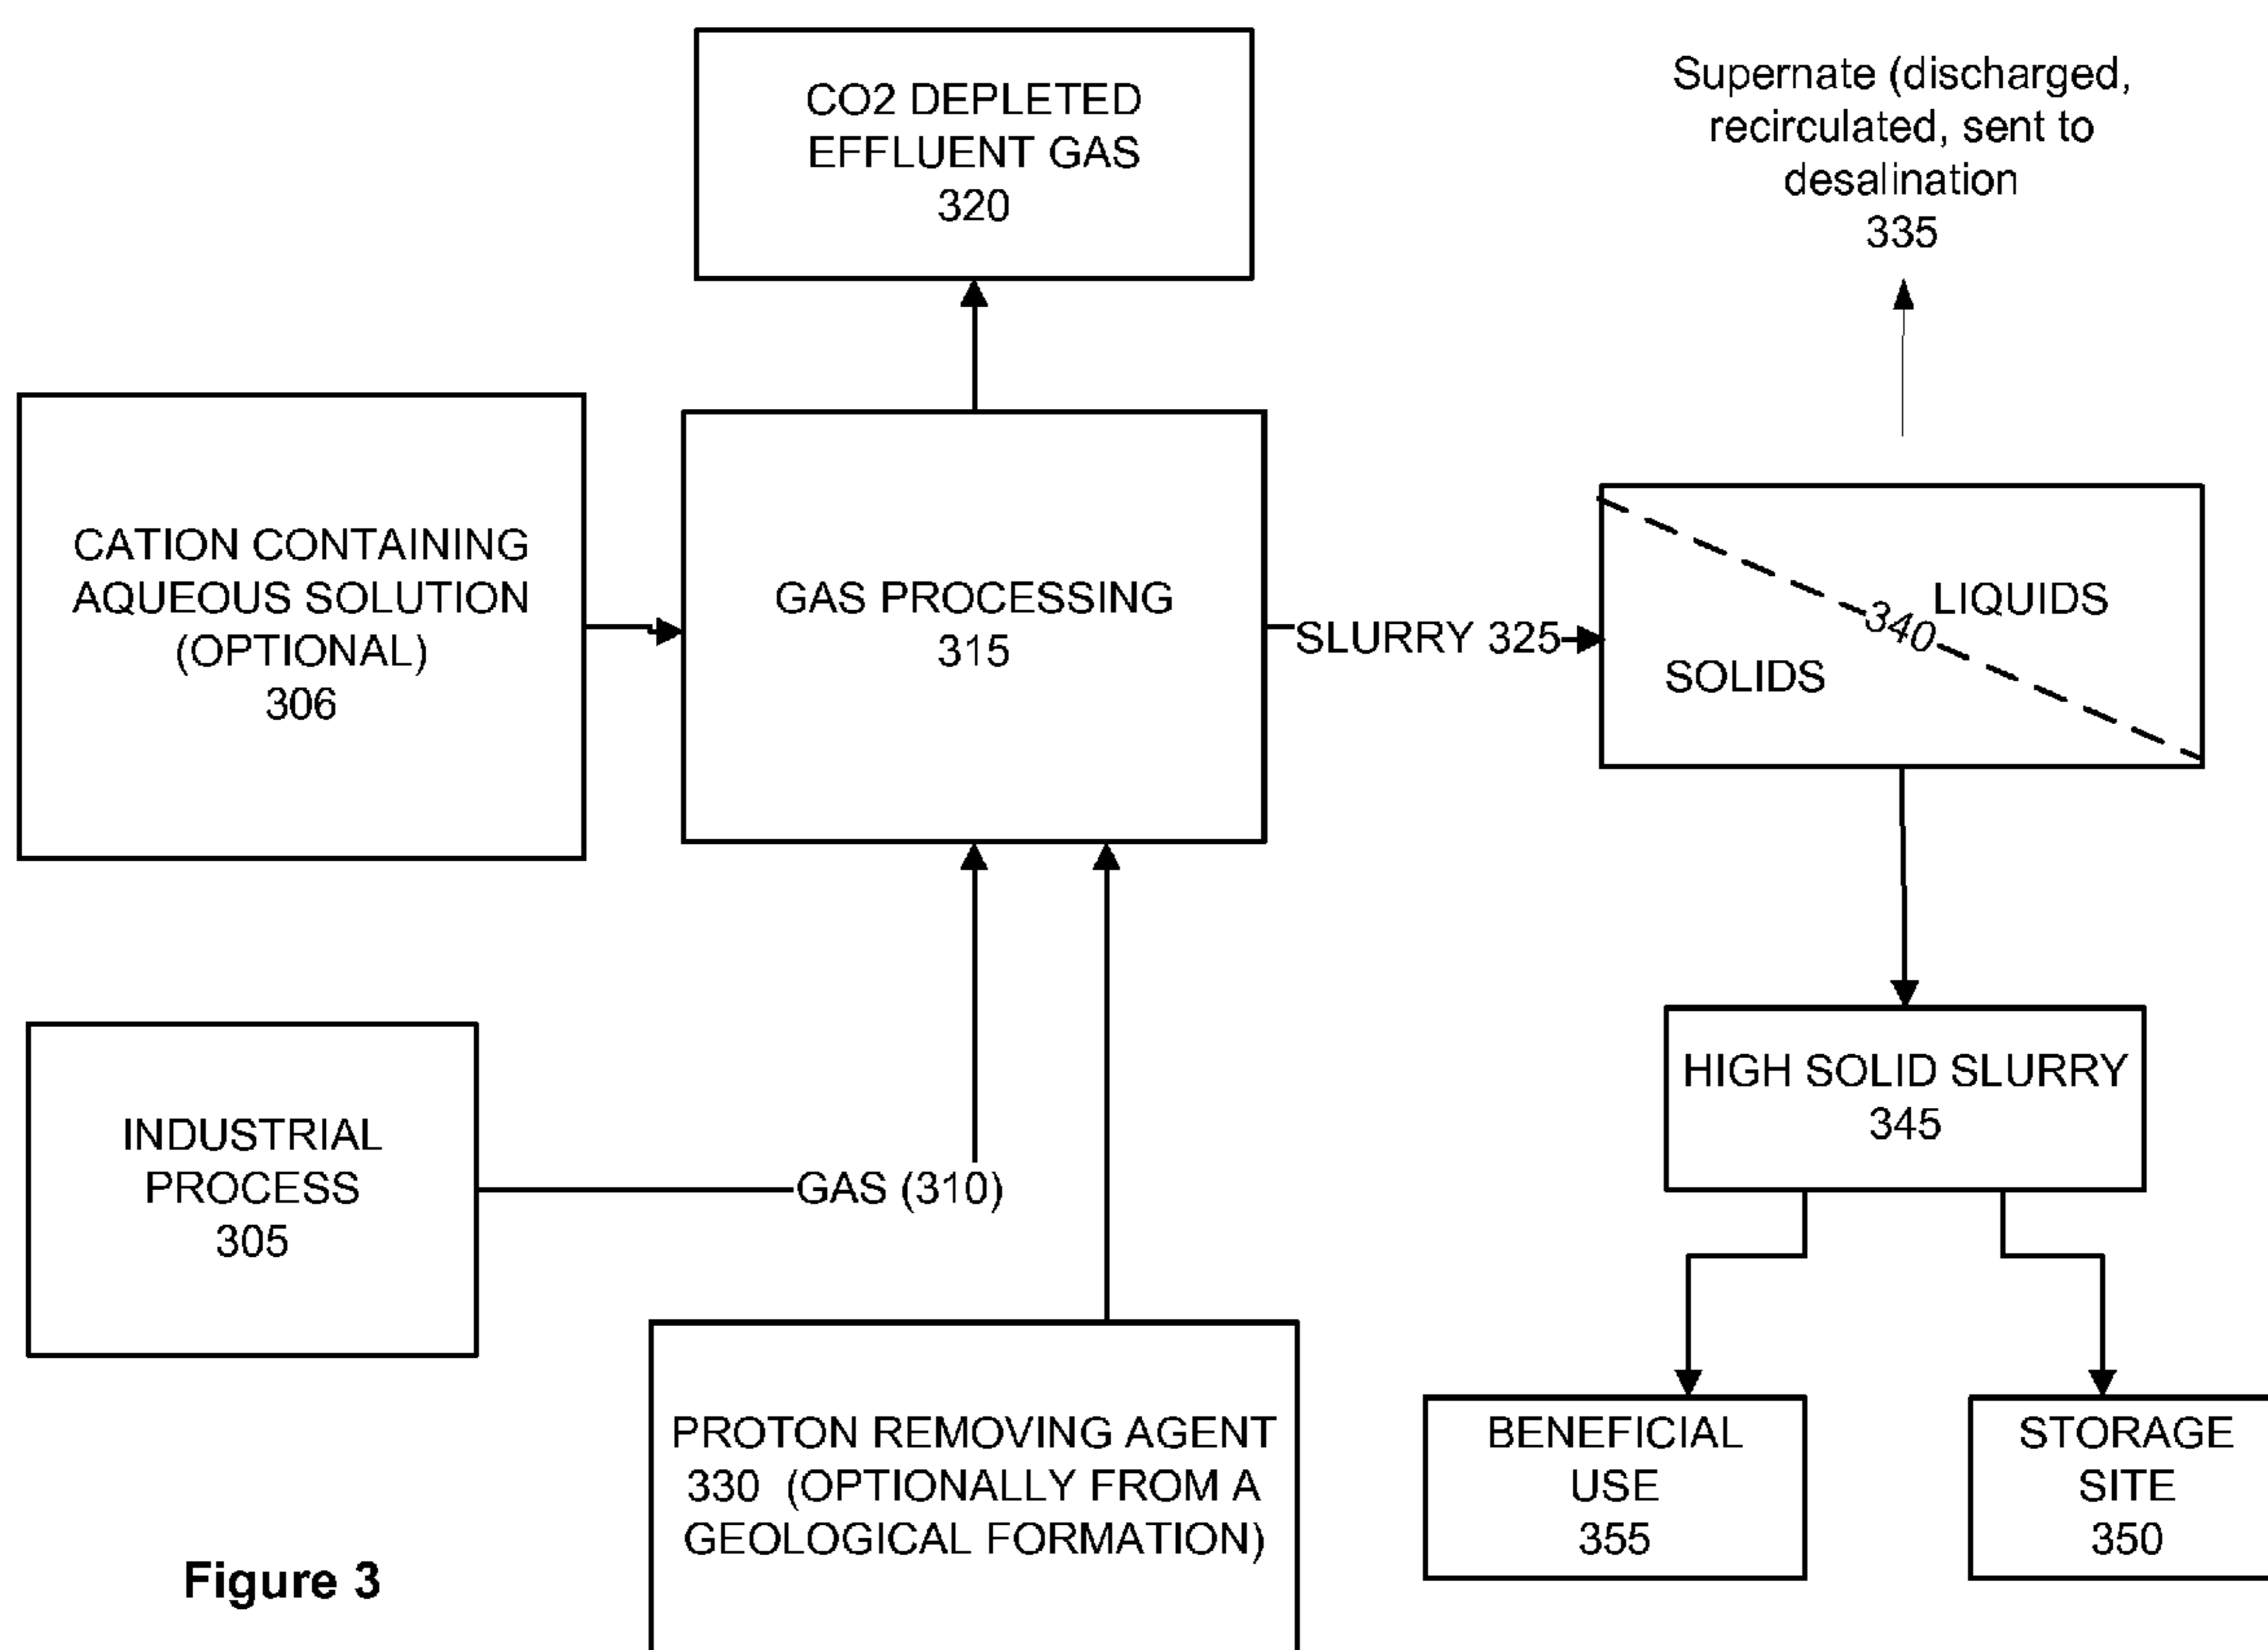 CO2 DEPLETED
EFFLUENT GAS
320
Supernate (discharged,
recirculated, sent to
desalination
335
CATION CONTAINING
AQUEOUS SOLUTION
(OPTIONAL)
306
GAS PROCESSING
315
SLURRY 325
LIQUIDS
340
SOLIDS
HIGH SOLID SLURRY
345
INDUSTRIAL
PROCESS
305
GAS (310)
PROTON REMOVING AGENT
330 (OPTIONALLY FROM A
GEOLOGICAL FORMATION)
BENEFICIAL
USE
355
STORAGE
SITE
350
Figure 3